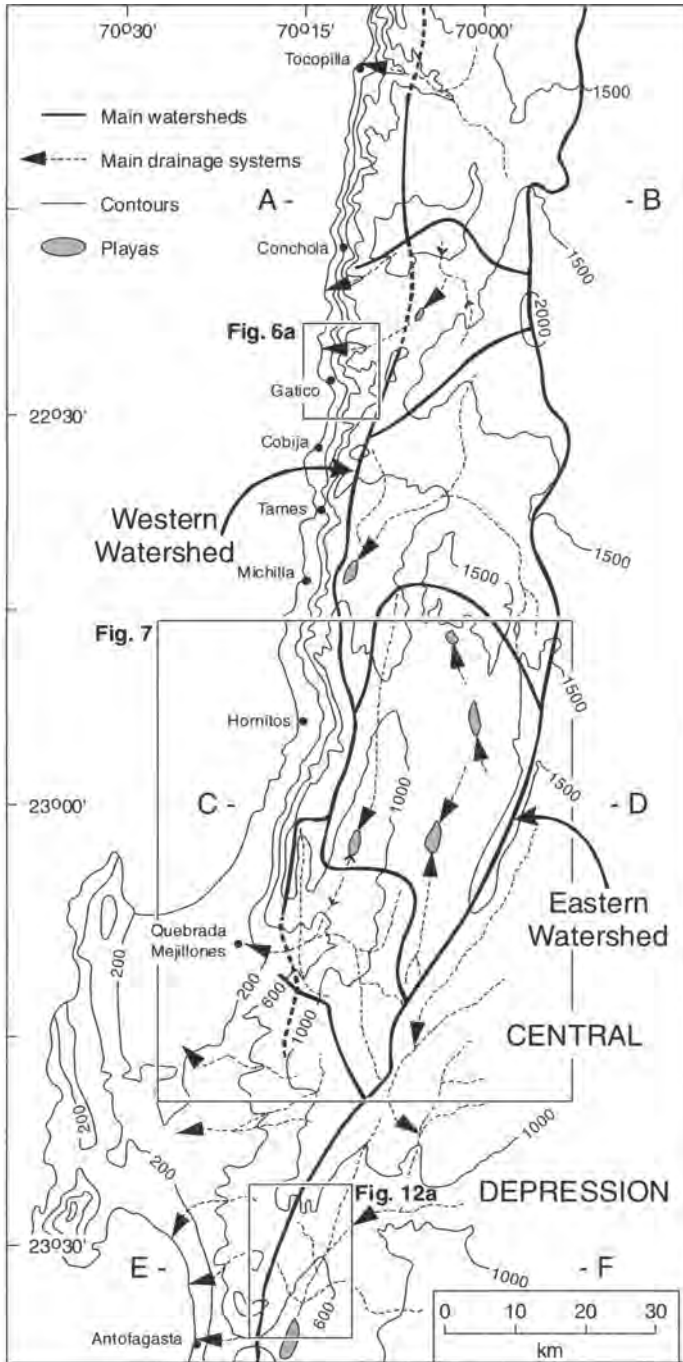 70º30' 70º15' 70º00'
Tocopilla
1500
Main watersheds
Main drainage systems
Contours
A - - B
Playas
Conchola
1500
2000
Fig. 6a
Gatico
22º30'
Cobija
Western
Watershed
Tames
1500
Michilla
1500
Fig. 7
1500
Hornitos
1000
1500
23º00'
C - - D
Eastern
Watershed
Quebrada
Mejillones
200
200
600
1000
CENTRAL
200
1000
200
Fig. 12a
DEPRESSION
23º30'
E - - F
1000
600
Antofagasta
0 10 20 30
km